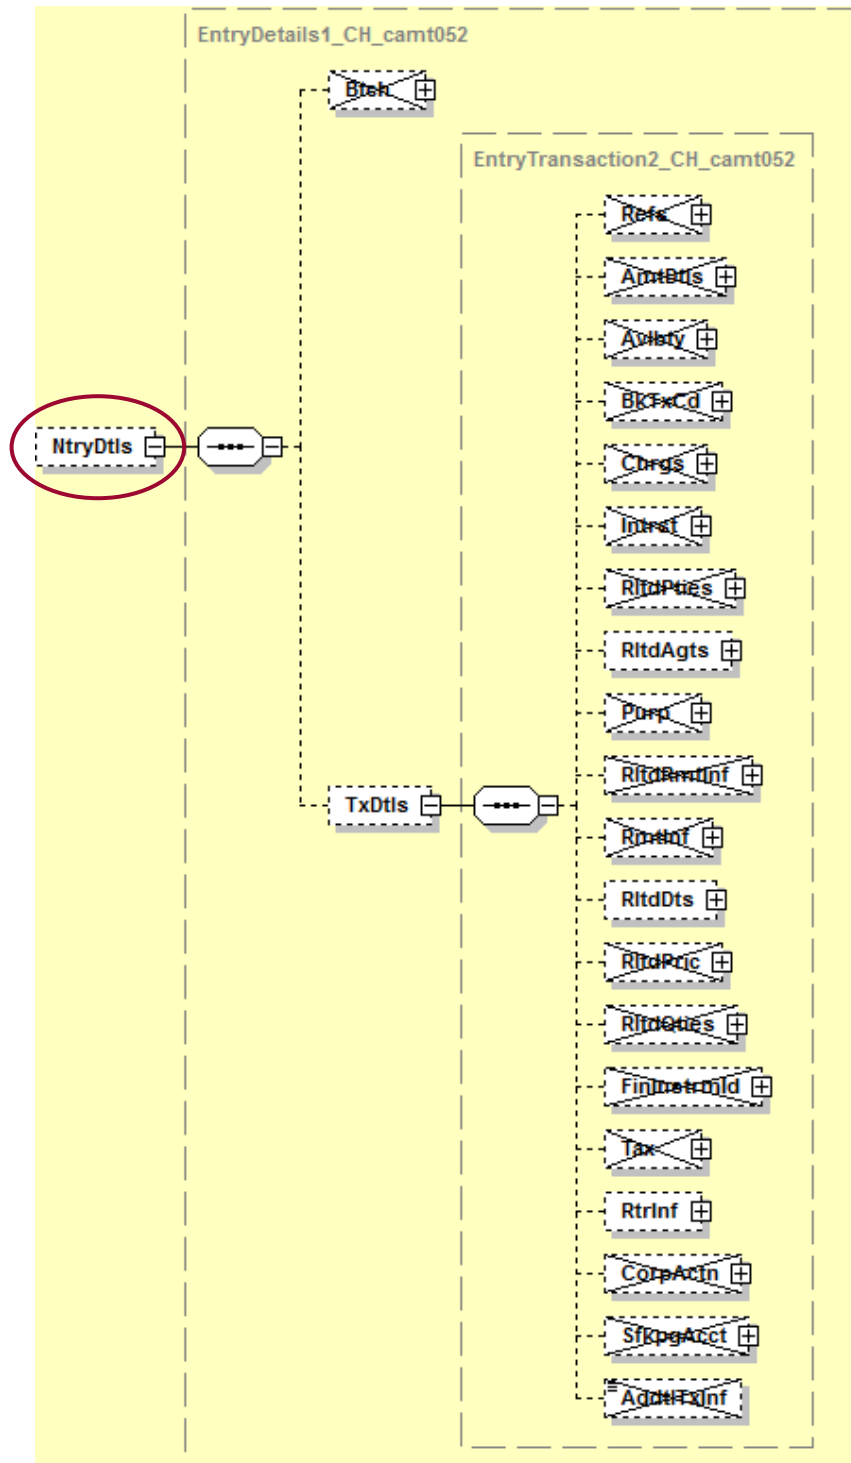 EntryDetails1_CH_camt052
Btch
EntryTransaction2_CH_camt052
Refs
AmtDtls
Avlbty
BkTxCd
NtryDtls
Chrgs
Intrst
RltdPties
RltdAgts
Purp
RltdRmtInf
TxDtls
RmtInf
RltdDts
RltdPric
RltdQties
FinInstrmId
Tax
RtrInf
CorpActn
SfkpgAcct
AddtlTxInf